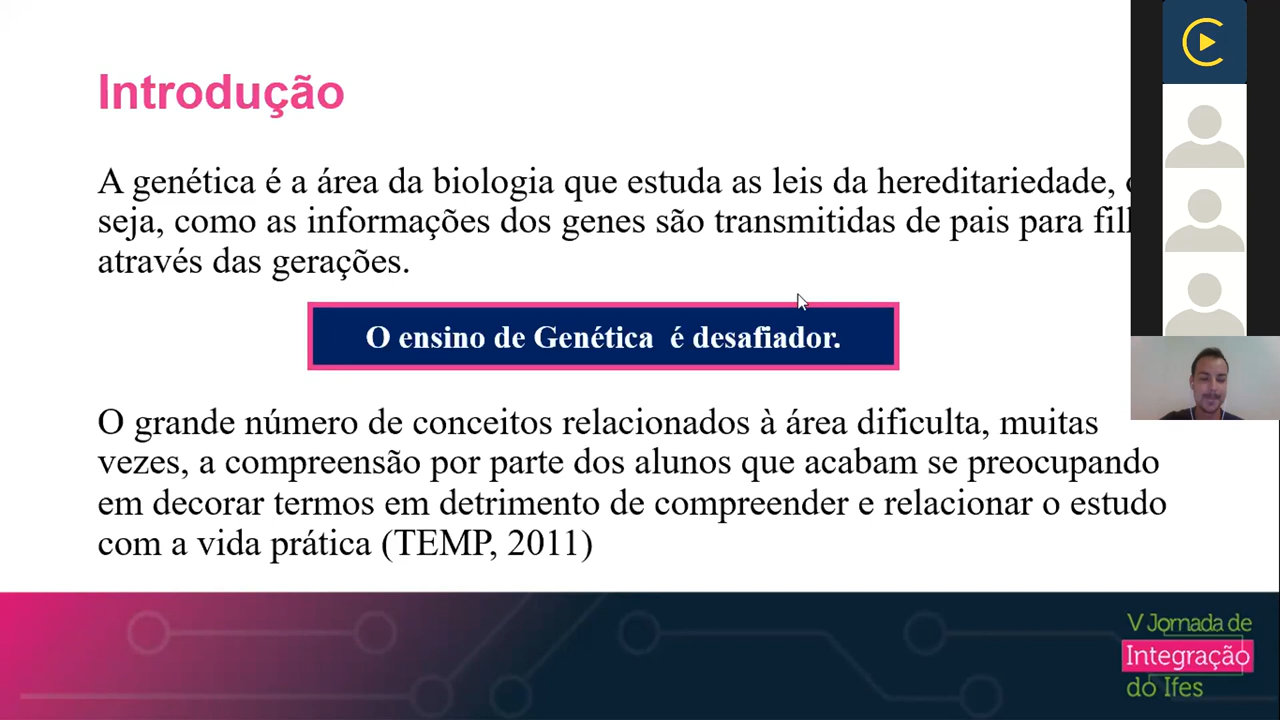 Introdução
A genética é a área da biologia que estuda as leis da hereditariedade,
seja, como as informações dos genes são transmitidas de pais para
através das gerações.
O ensino de Genética é desafiador.
O grande número de conceitos relacionados à área dificulta, muitas
vezes, a compreensão por parte dos alunos que acabam se preocupando
em decorar termos em detrimento de compreender e relacionar o estudo
com a vida prática (TEMP, 2011)
V Jornada de
Integração
do Ifes